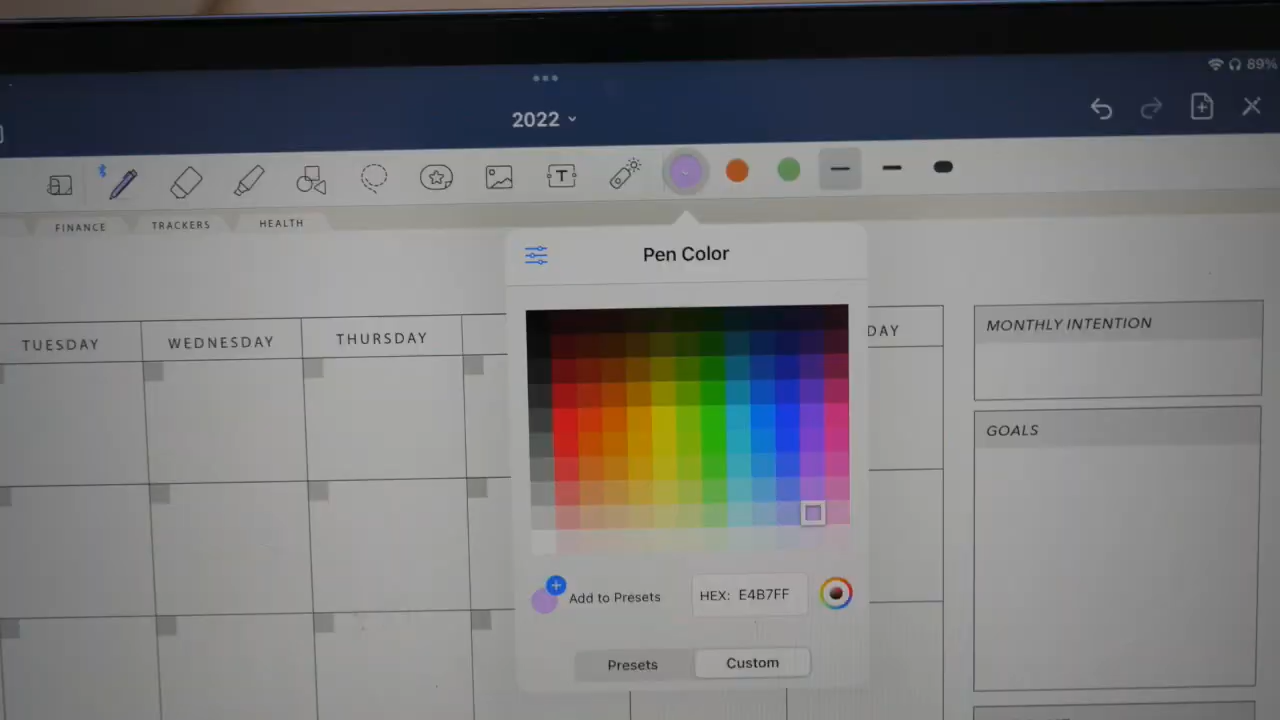 89%
2022
T
FINANCE
TRACKERS
HEALTH
Pen Color
TUESDAY
WEDNESDAY
THURSDAY
DAY
MONTHLY INTENTION
GOALS
Add to Presets
HEX: E4B7FF
Presets
Custom